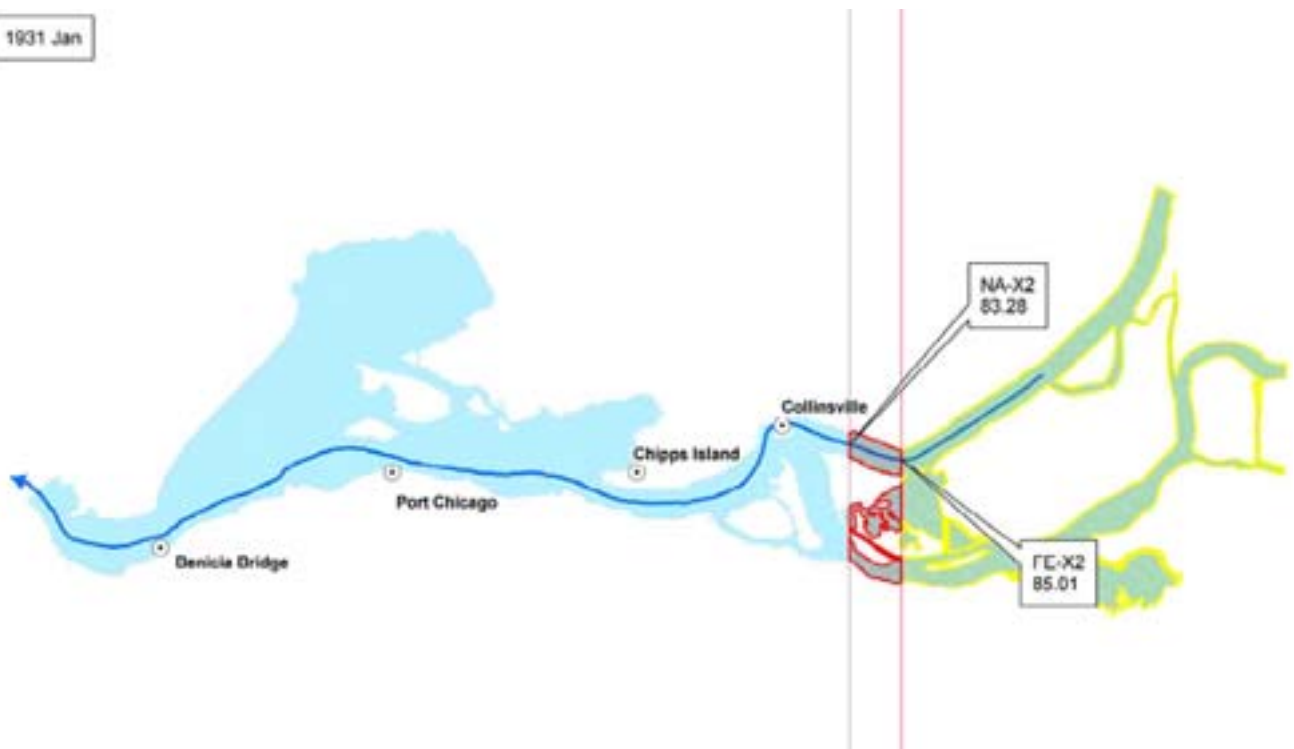 1931 Jan
NA-X2
83.28
Collinsville
Chipps Island
Port Chicago
Benicia Bridge
FE-X2
85.01